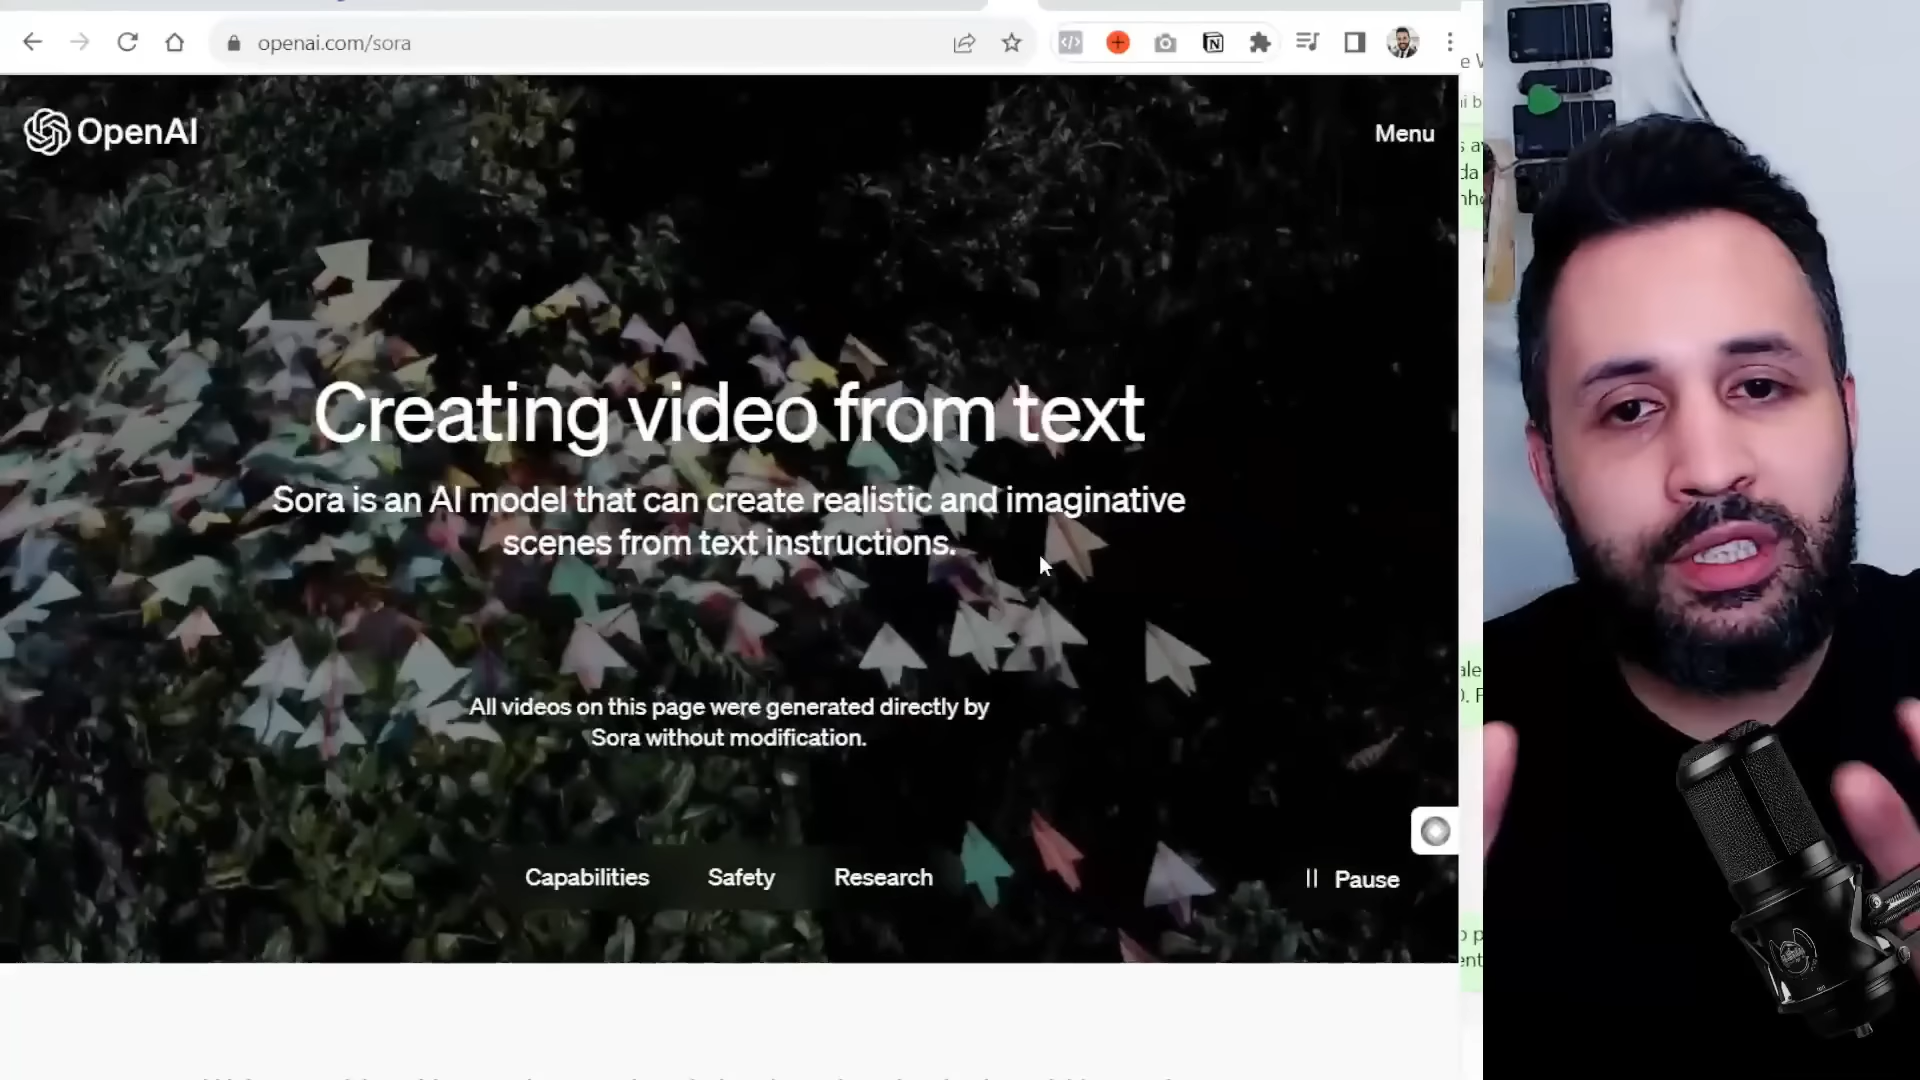 openai.com/sora
OpenAI
Menu
Creating video from text
Sora is an AI model that can create realistic and imaginative
scenes from text instructions.
All videos on this page were generated directly by
Sora without modification.
Capabilities
Safety
Research
Pause